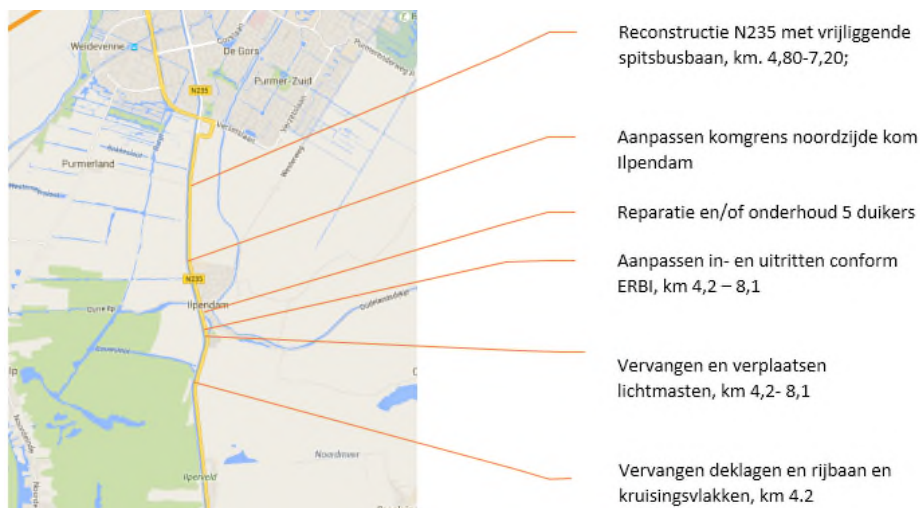 Reconstructie N235 met vrijliggende
spitsbusbaan, km. 4,80-7,20;
Aanpassen komgrens noordzijde kom
Ilpendam
Reparatie en/of onderhoud 5 duikers
Aanpassen in- en uitritten conform
ERBI, km 4,2 – 8,1
Vervangen en verplaatsen
lichtmasten, km 4,2- 8,1
Vervangen deklagen en rijbaan en
kruisingsvlakken, km 4.2
Weidevenne
De Gors
Purmer-Zuid
N235
Purmerland
N235
Ilpendam
Noordmeer
Ilperveld